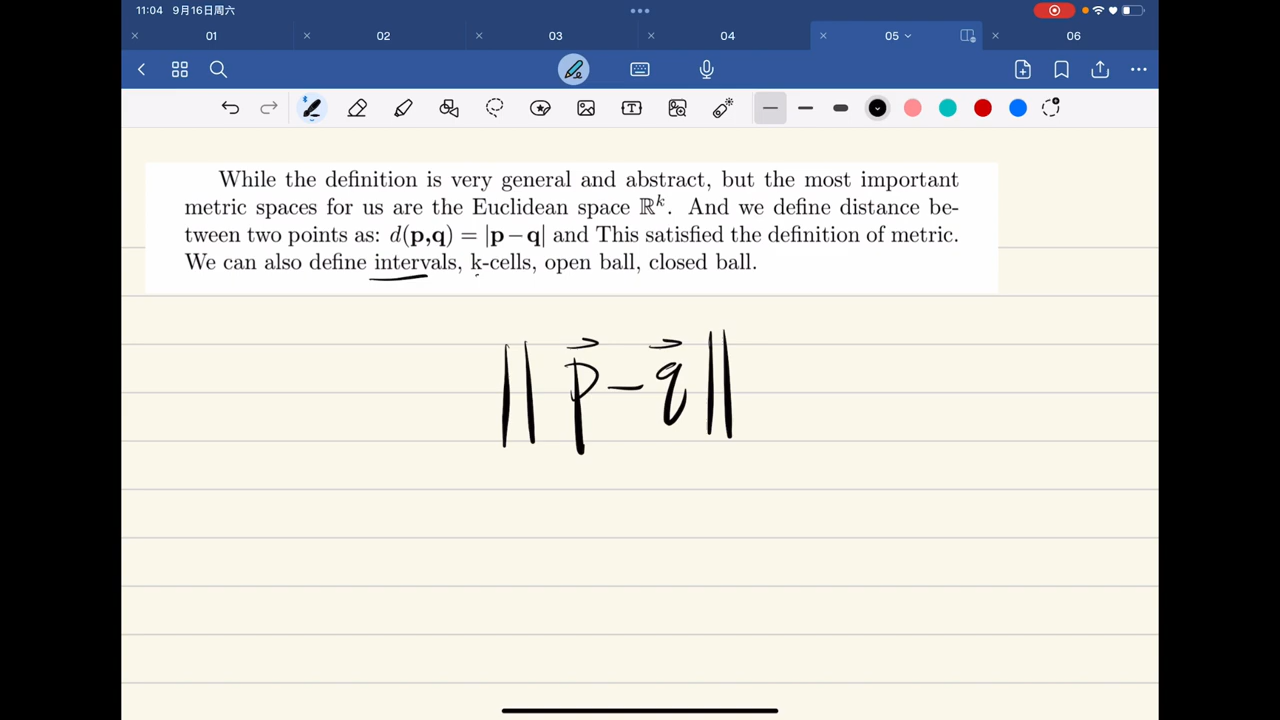 11:04 9月16日周六
01 02 03 04 05 06
While the definition is very general and abstract, but the most important
metric spaces for us are the Euclidean space ℝᵏ. And we define distance be-
tween two points as: d(p,q) = |p−q| and This satisfied the definition of metric.
We can also define intervals, k-cells, open ball, closed ball.
‖p⃗ − q⃗‖